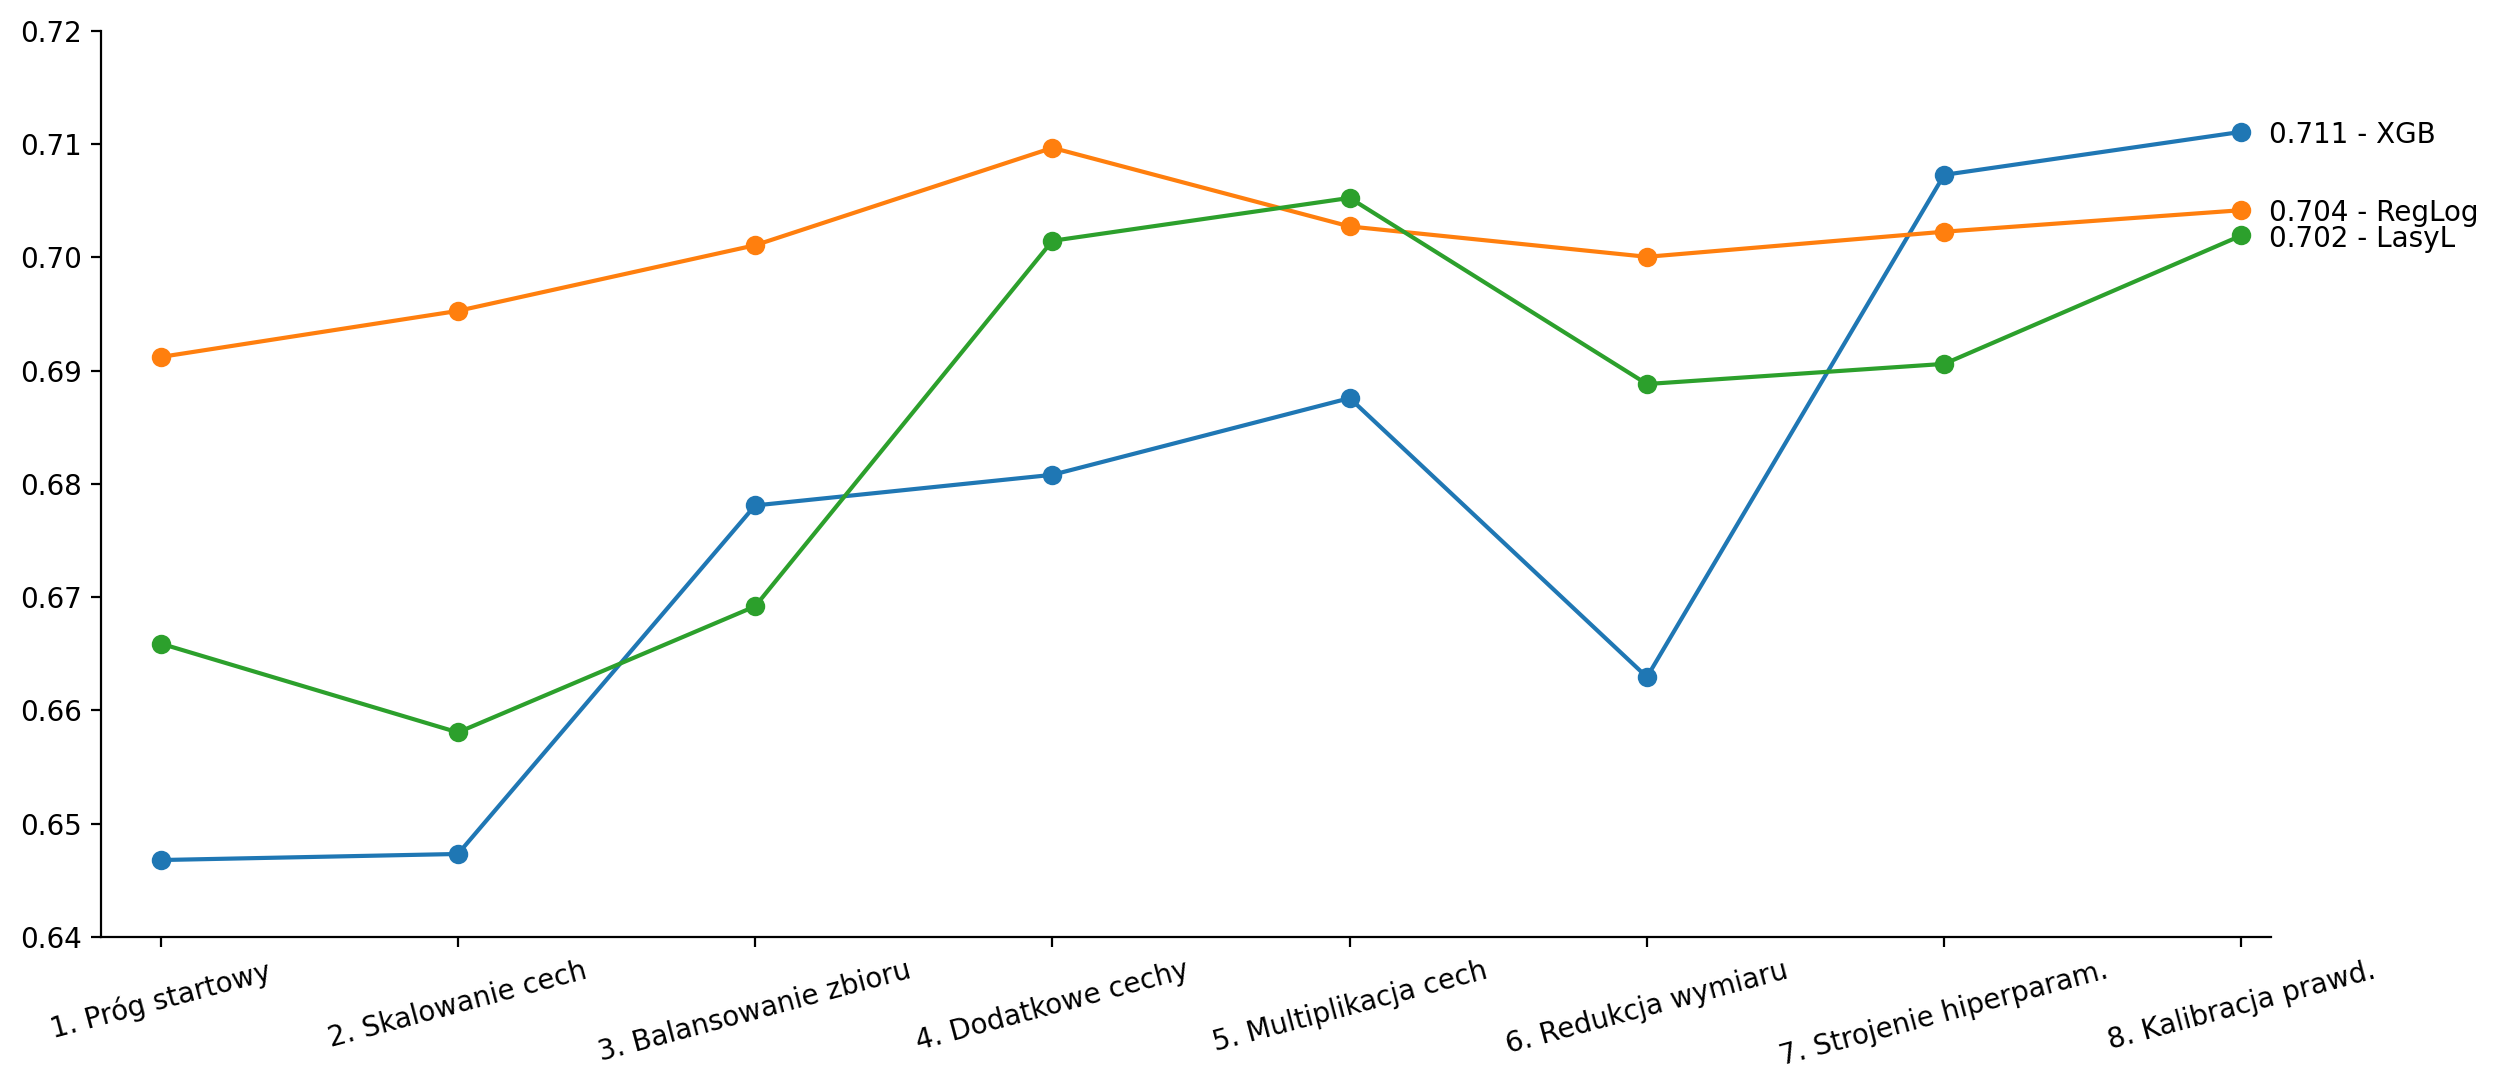 0.72
0.71
0.70
0.69
0.68
0.67
0.66
0.65
0.64
0.711 - XGB
0.704 - RegLog
0.702 - LasyL
1. Próg startowy
2. Skalowanie cech
3. Balansowanie zbioru
4. Dodatkowe cechy
5. Multiplikacja cech
6. Redukcja wymiaru
7. Strojenie hiperparam.
8. Kalibracja prawd.